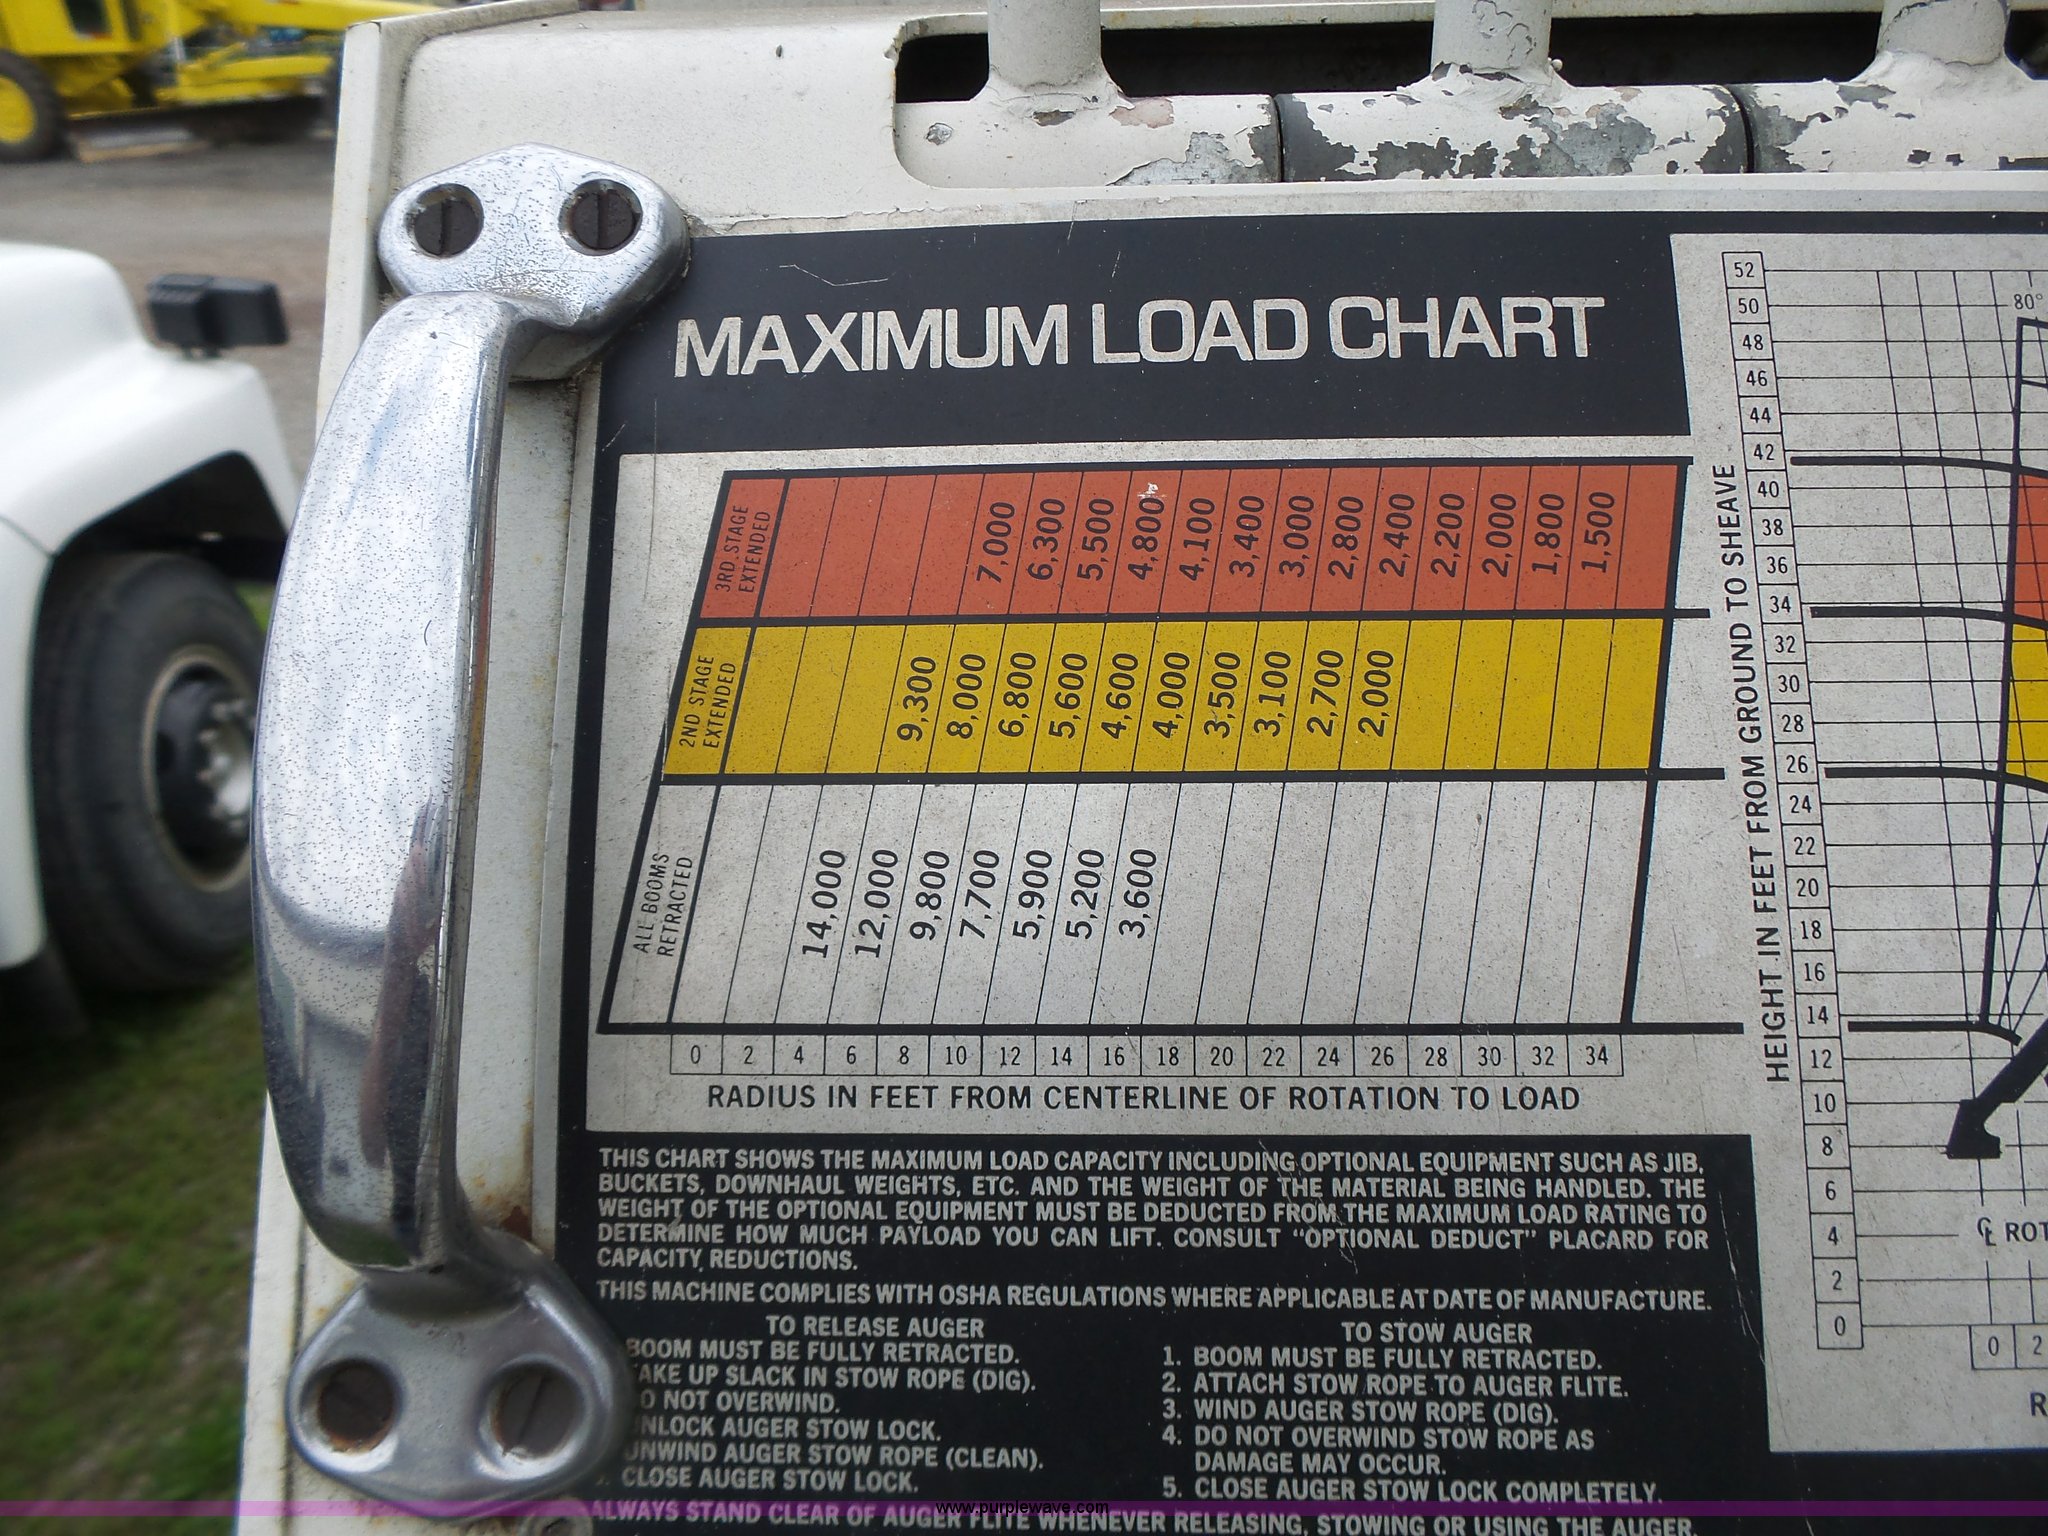 MAXIMUM LOAD CHART
3RD. STAGE
EXTENDED
7,000 6,300 5,500 4,800 4,100 3,400 3,000 2,800 2,400 2,200 2,000 1,800 1,500
2ND STAGE
EXTENDED
9,300 8,000 6,800 5,600 4,600 4,000 3,500 3,100 2,700 2,000
ALL BOOMS
RETRACTED
14,000 12,000 9,800 7,700 5,900 5,200 3,600
0 2 4 6 8 10 12 14 16 18 20 22 24 26 28 30 32 34
RADIUS IN FEET FROM CENTERLINE OF ROTATION TO LOAD
HEIGHT IN FEET FROM GROUND TO SHEAVE
52
50
48
46
44
42
40
38
36
34
32
30
28
26
24
22
20
18
16
14
12
10
8
6
4
2
0
80°
℄ ROT
0 2
R
THIS CHART SHOWS THE MAXIMUM LOAD CAPACITY INCLUDING OPTIONAL EQUIPMENT SUCH AS JIB,
BUCKETS, DOWNHAUL WEIGHTS, ETC. AND THE WEIGHT OF THE MATERIAL BEING HANDLED. THE
WEIGHT OF THE OPTIONAL EQUIPMENT MUST BE DEDUCTED FROM THE MAXIMUM LOAD RATING TO
DETERMINE HOW MUCH PAYLOAD YOU CAN LIFT. CONSULT "OPTIONAL DEDUCT" PLACARD FOR
CAPACITY REDUCTIONS.
THIS MACHINE COMPLIES WITH OSHA REGULATIONS WHERE APPLICABLE AT DATE OF MANUFACTURE.
TO RELEASE AUGER
BOOM MUST BE FULLY RETRACTED.
AKE UP SLACK IN STOW ROPE (DIG).
O NOT OVERWIND.
NLOCK AUGER STOW LOCK.
UNWIND AUGER STOW ROPE (CLEAN).
CLOSE AUGER STOW LOCK.
TO STOW AUGER
1. BOOM MUST BE FULLY RETRACTED.
2. ATTACH STOW ROPE TO AUGER FLITE.
3. WIND AUGER STOW ROPE (DIG).
4. DO NOT OVERWIND STOW ROPE AS
DAMAGE MAY OCCUR.
5. CLOSE AUGER STOW LOCK COMPLETELY.
ALWAYS STAND CLEAR OF AUGER FLITE WHENEVER RELEASING, STOWING OR USING THE AUGER.
www.purplewave.com